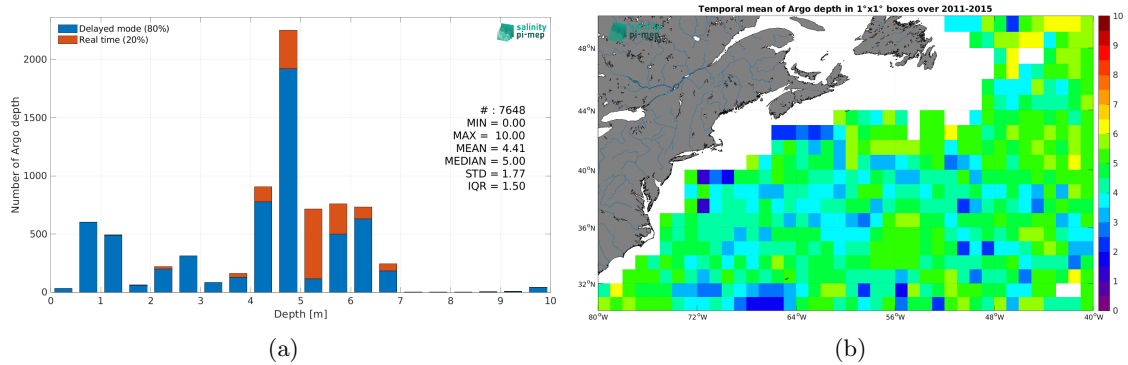 Delayed mode (80%)
Real time (20%)
salinity
pi-mep
Number of Argo depth
2000
1500
1000
500
0
# : 7648
MIN = 0.00
MAX = 10.00
MEAN = 4.41
MEDIAN = 5.00
STD = 1.77
IQR = 1.50
0 1 2 3 4 5 6 7 8 9 10
Depth [m]
(a)
Temporal mean of Argo depth in 1°x1° boxes over 2011-2015
salinity
pi-mep
48°N
44°N
40°N
36°N
32°N
80°W 72°W 64°W 56°W 48°W 40°W
10
9
8
7
6
5
4
3
2
1
0
(b)